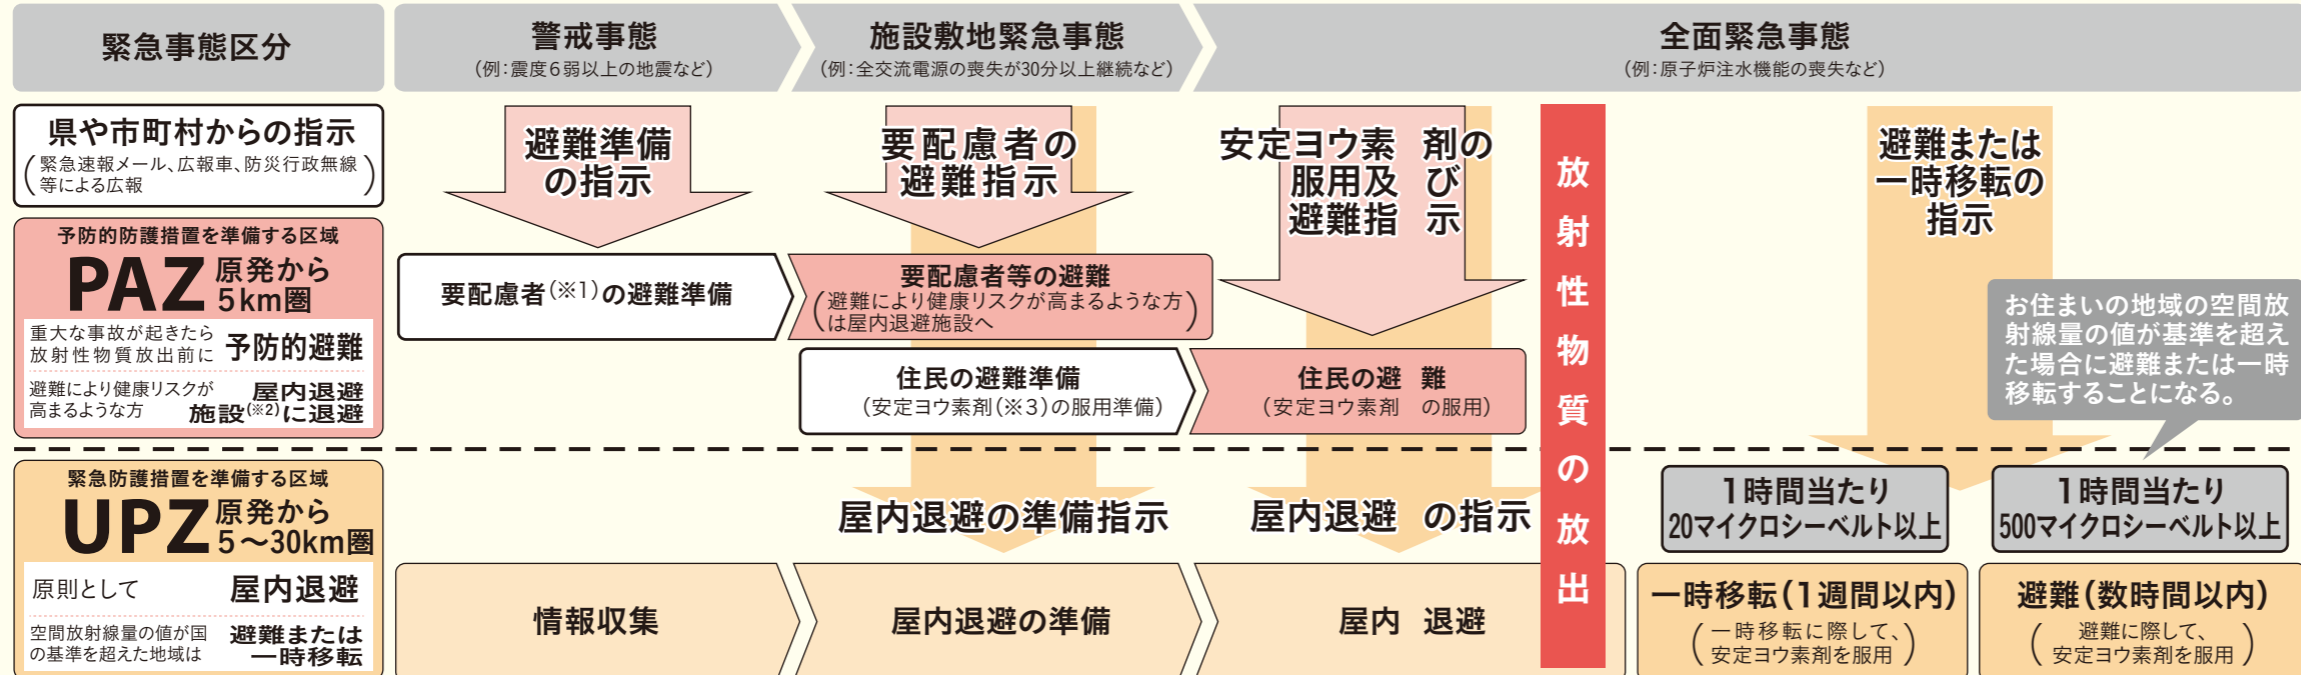 緊急事態区分
警戒事態
(例：震度６弱以上の地震など)
施設敷地緊急事態
(例：全交流電源の喪失が30分以上継続など)
全面緊急事態
(例：原子炉注水機能の喪失など)
県や市町村からの指示
(緊急速報メール、広報車、防災行政無線
等による広報)
避難準備
の指示
要配慮者の
避難指示
安定ヨウ素 剤の
服用及 び
避難指 示
放射性物質の放出
避難または
一時移転の
指示
予防的防護措置を準備する区域
PAZ 原発から
5km圏
重大な事故が起きたら
放射性物質放出前に 予防的避難
避難により健康リスクが
高まるような方
屋内退避
施設(※2)に退避
要配慮者(※1)の避難準備
要配慮者等の避難
(避難により健康リスクが高まるような方
は屋内退避施設へ)
住民の避難準備
(安定ヨウ素剤(※３)の服用準備)
住民の避 難
(安定ヨウ素剤 の服用)
お住まいの地域の空間放
射線量の値が基準を超え
た場合に避難または一時
移転することになる。
緊急防護措置を準備する区域
UPZ 原発から
5～30km圏
原則として 屋内退避
空間放射線量の値が国
の基準を超えた地域は
避難または
一時移転
屋内退避の準備指示
屋内退避 の指示
1時間当たり
20マイクロシーベルト以上
1時間当たり
500マイクロシーベルト以上
情報収集
屋内退避の準備
屋内 退避
一時移転(1週間以内)
(一時移転に際して、
安定ヨウ素剤を服用)
避難(数時間以内)
(避難に際して、
安定ヨウ素剤を服用)